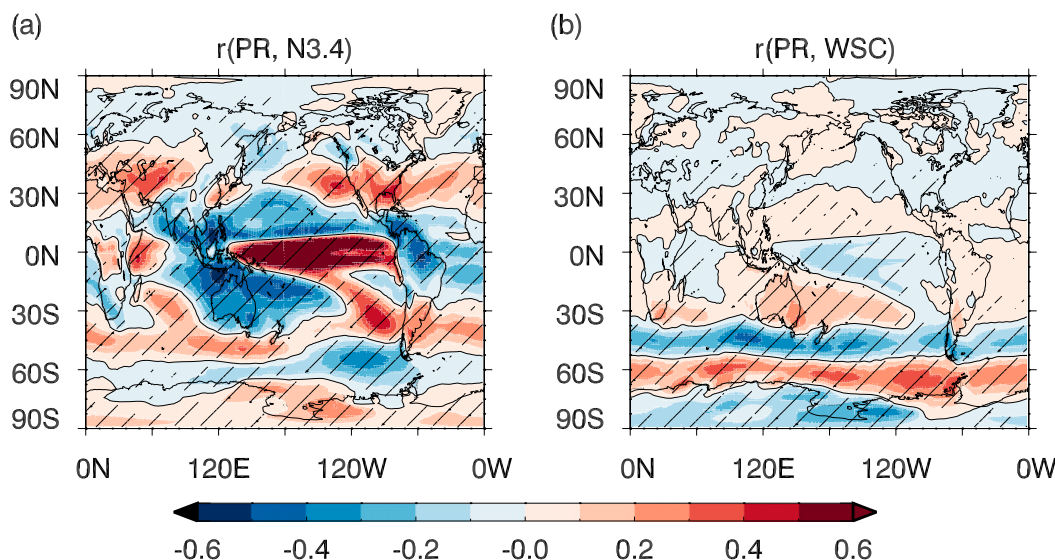 (a)
r(PR, N3.4)
90N
60N
30N
0N
30S
60S
90S
0N
120E
120W
0W
(b)
r(PR, WSC)
90N
60N
30N
0N
30S
60S
90S
0N
120E
120W
0W
-0.6
-0.4
-0.2
-0.0
0.2
0.4
0.6